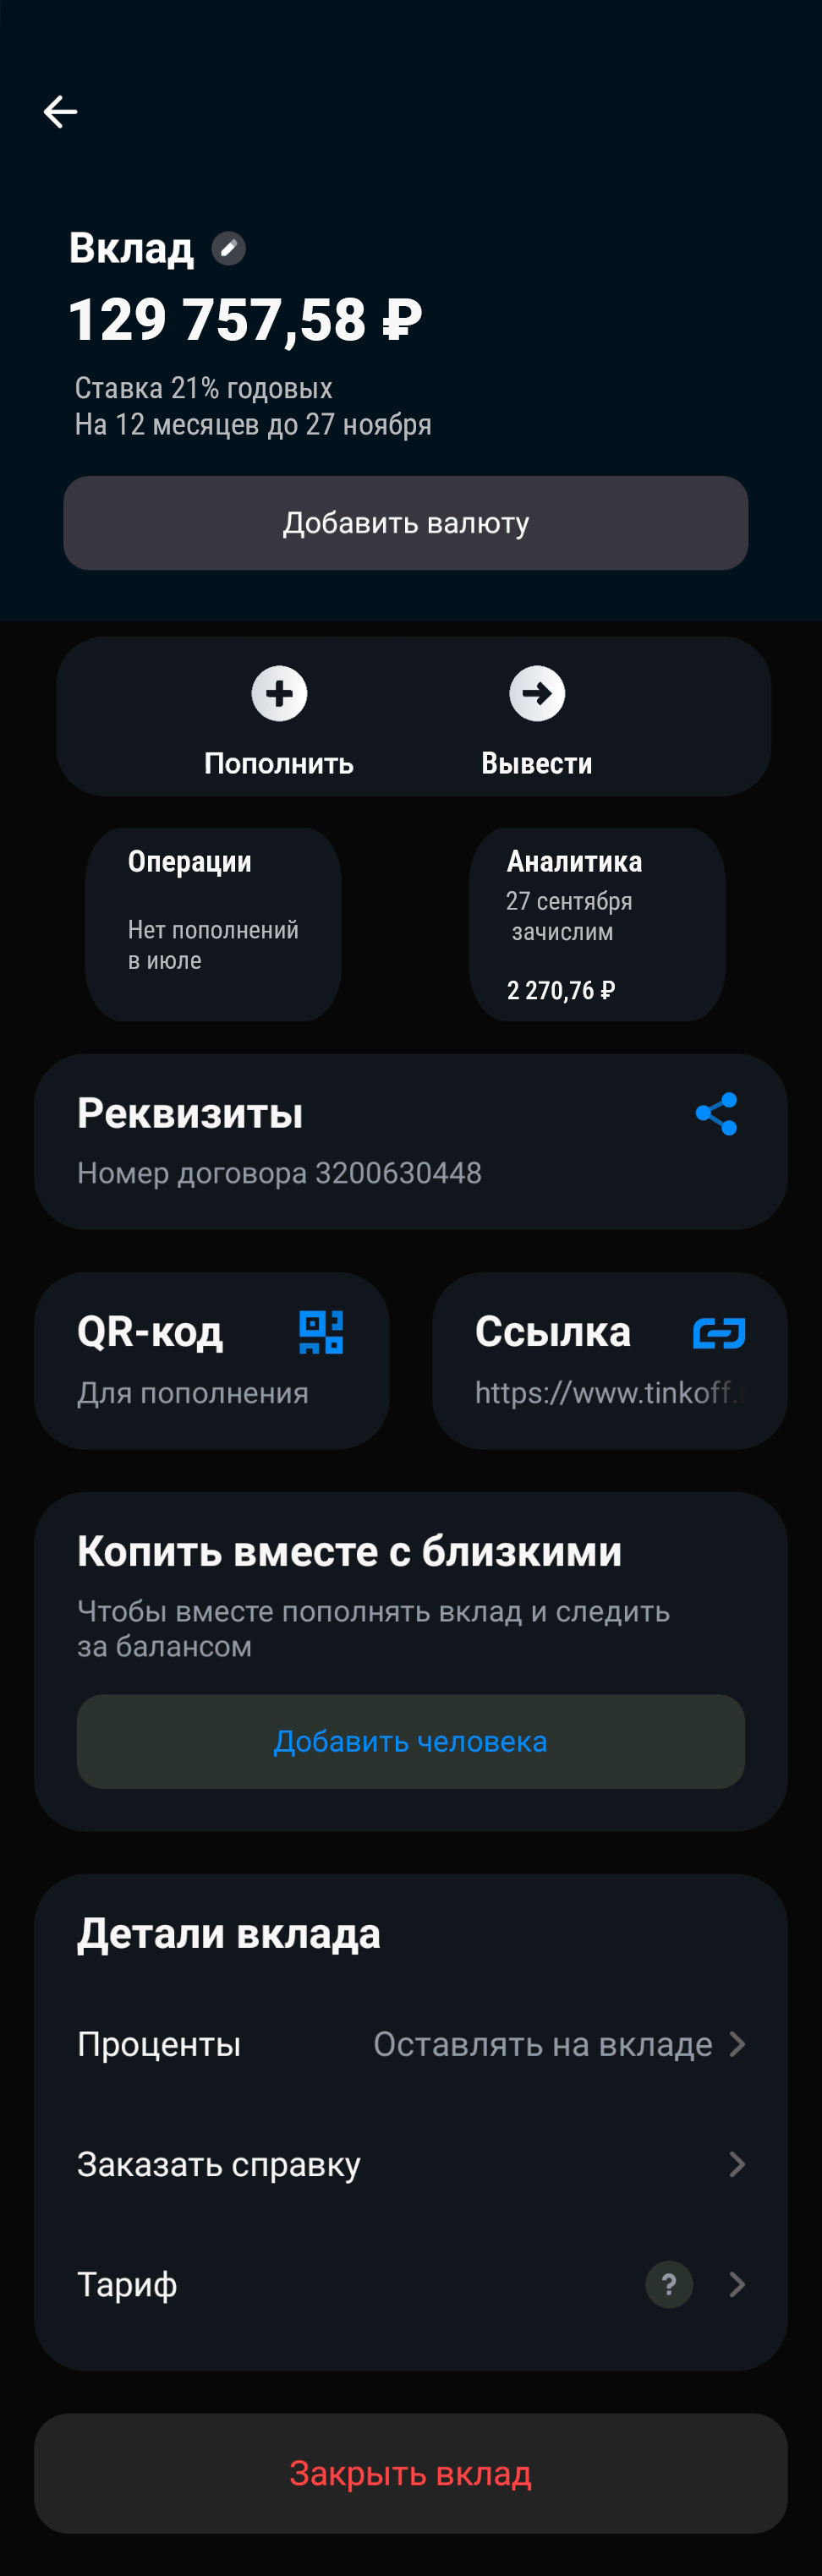 Вклад
129 757,58 ₽
Ставка 21% годовых
На 12 месяцев до 27 ноября
Добавить валюту
Пополнить
Вывести
Операции
Нет пополнений
в июле
Аналитика
27 сентября
зачислим
2 270,76 ₽
Реквизиты
Номер договора 3200630448
QR-код
Для пополнения
Ссылка
https://www.tinkoff.
Копить вместе с близкими
Чтобы вместе пополнять вклад и следить
за балансом
Добавить человека
Детали вклада
Проценты
Оставлять на вкладе
Заказать справку
Тариф
?
Закрыть вклад